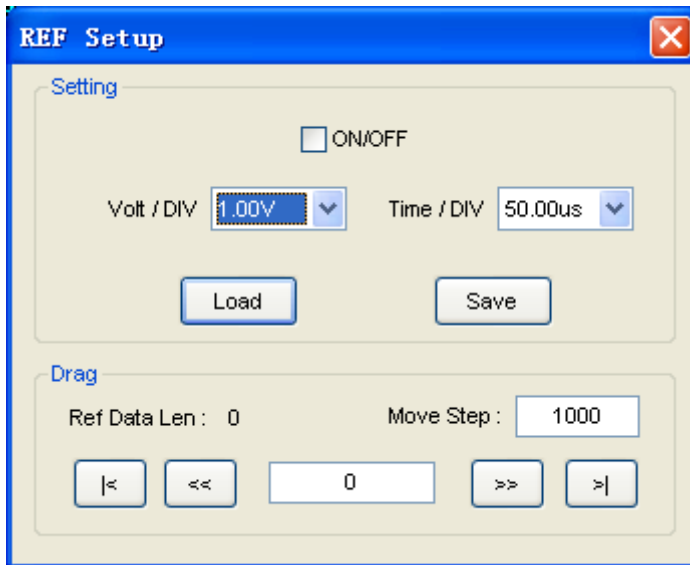 REF Setup
Setting
ON/OFF
Volt / DIV 1.00V Time / DIV 50.00us
Load Save
Drag
Ref Data Len : 0 Move Step : 1000
|< << 0 >> >|